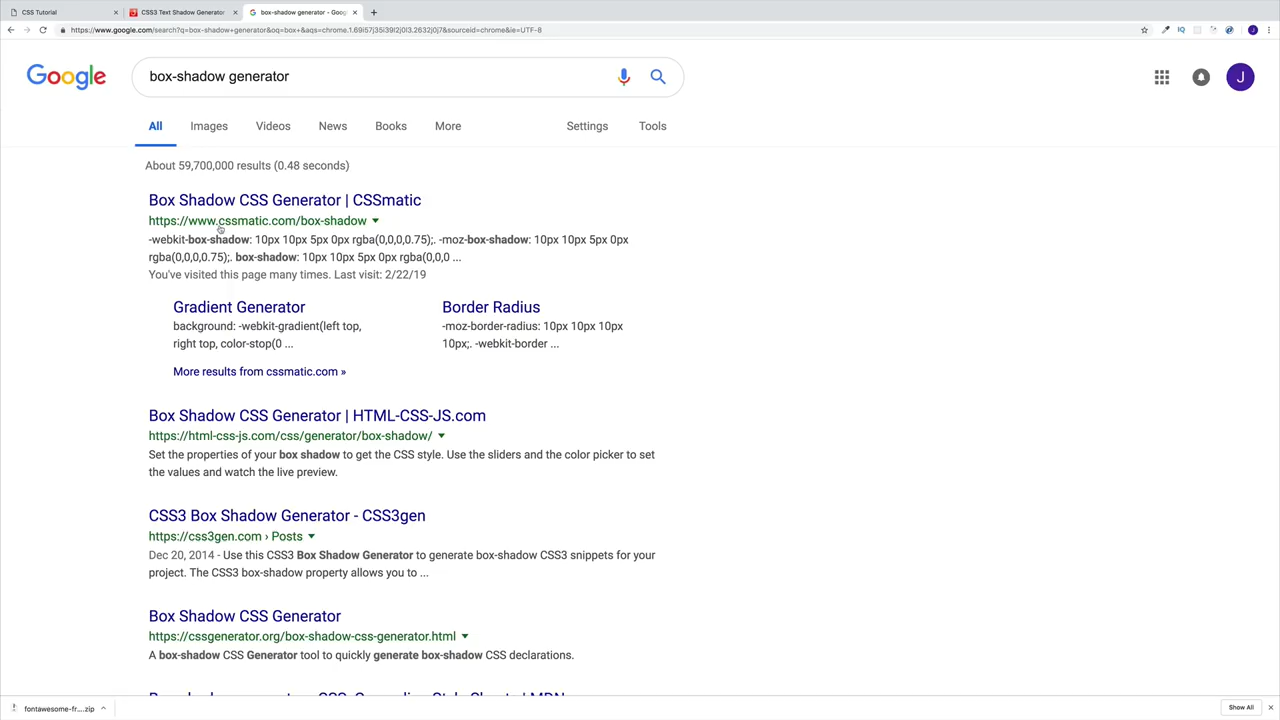 CSS Tutorial
CSS3 Text Shadow Generator
box-shadow generator - Goog
https://www.google.com/search?q=box-shadow+generator&oq=box+&aqs=chrome.1.69i57j35i39l2j0l3.2632j0j7&sourceid=chrome&ie=UTF-8
Google
box-shadow generator
J
All Images Videos News Books More Settings Tools
About 59,700,000 results (0.48 seconds)
Box Shadow CSS Generator | CSSmatic
https://www.cssmatic.com/box-shadow
-webkit-box-shadow: 10px 10px 5px 0px rgba(0,0,0,0.75);. -moz-box-shadow: 10px 10px 5px 0px
rgba(0,0,0,0.75);. box-shadow: 10px 10px 5px 0px rgba(0,0,0 ...
You've visited this page many times. Last visit: 2/22/19
Gradient Generator
background: -webkit-gradient(left top,
right top, color-stop(0 ...
Border Radius
-moz-border-radius: 10px 10px 10px
10px;. -webkit-border ...
More results from cssmatic.com »
Box Shadow CSS Generator | HTML-CSS-JS.com
https://html-css-js.com/css/generator/box-shadow/
Set the properties of your box shadow to get the CSS style. Use the sliders and the color picker to set
the values and watch the live preview.
CSS3 Box Shadow Generator - CSS3gen
https://css3gen.com › Posts
Dec 20, 2014 - Use this CSS3 Box Shadow Generator to generate box-shadow CSS3 snippets for your
project. The CSS3 box-shadow property allows you to ...
Box Shadow CSS Generator
https://cssgenerator.org/box-shadow-css-generator.html
A box-shadow CSS Generator tool to quickly generate box-shadow CSS declarations.
fontawesome-fr....zip
Show All